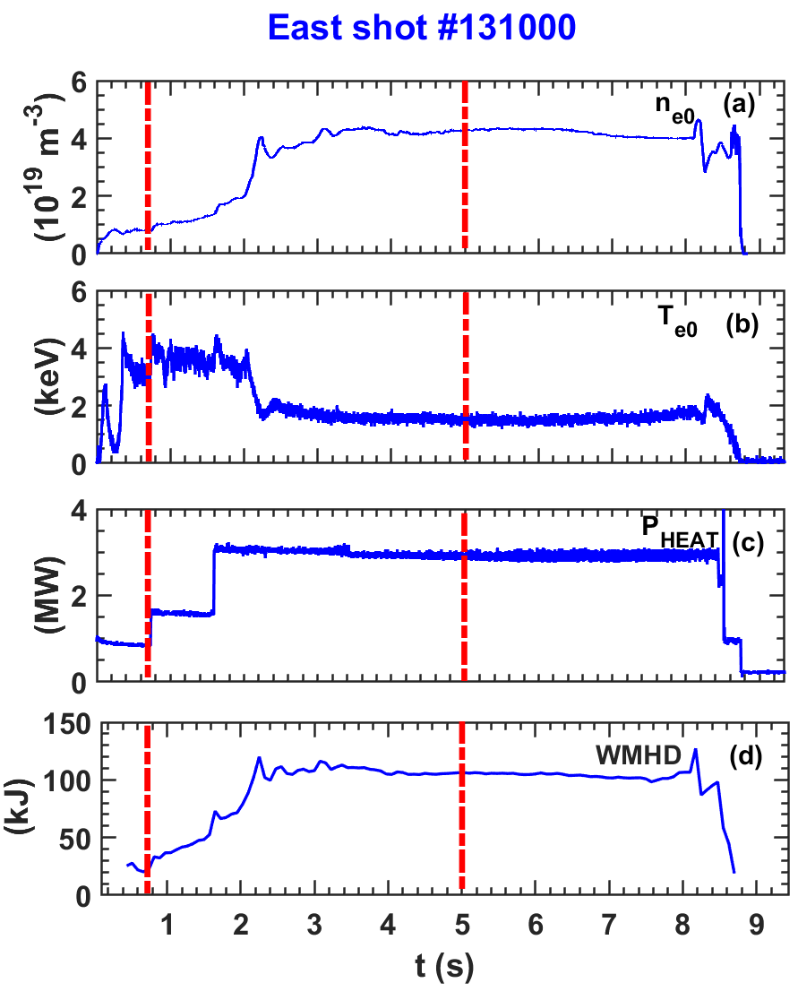 East shot #131000
6
4
2
0
(10^19 m^-3)
n_e0
(a)
6
4
2
0
(keV)
T_e0
(b)
4
2
0
(MW)
P_HEAT
(c)
150
100
50
0
(kJ)
WMHD
(d)
1 2 3 4 5 6 7 8 9
t (s)